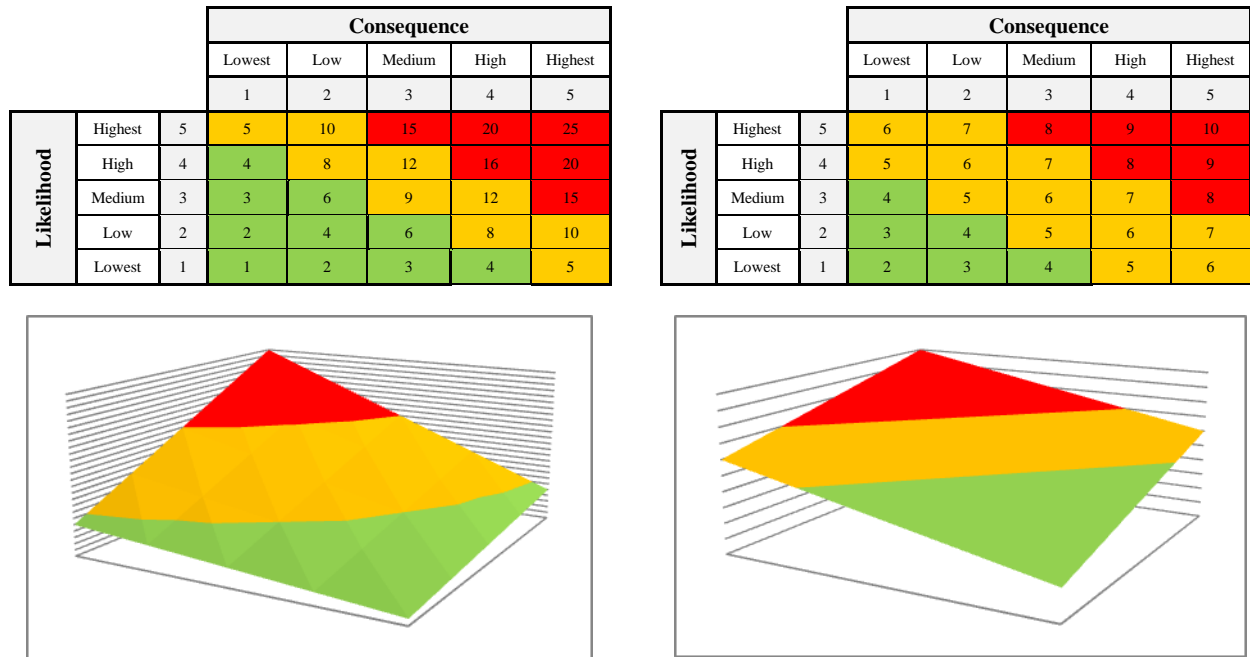 Consequence
Lowest Low Medium High Highest
1 2 3 4 5
Likelihood
Highest 5 5 10 15 20 25
High 4 4 8 12 16 20
Medium 3 3 6 9 12 15
Low 2 2 4 6 8 10
Lowest 1 1 2 3 4 5
Consequence
Lowest Low Medium High Highest
1 2 3 4 5
Likelihood
Highest 5 6 7 8 9 10
High 4 5 6 7 8 9
Medium 3 4 5 6 7 8
Low 2 3 4 5 6 7
Lowest 1 2 3 4 5 6